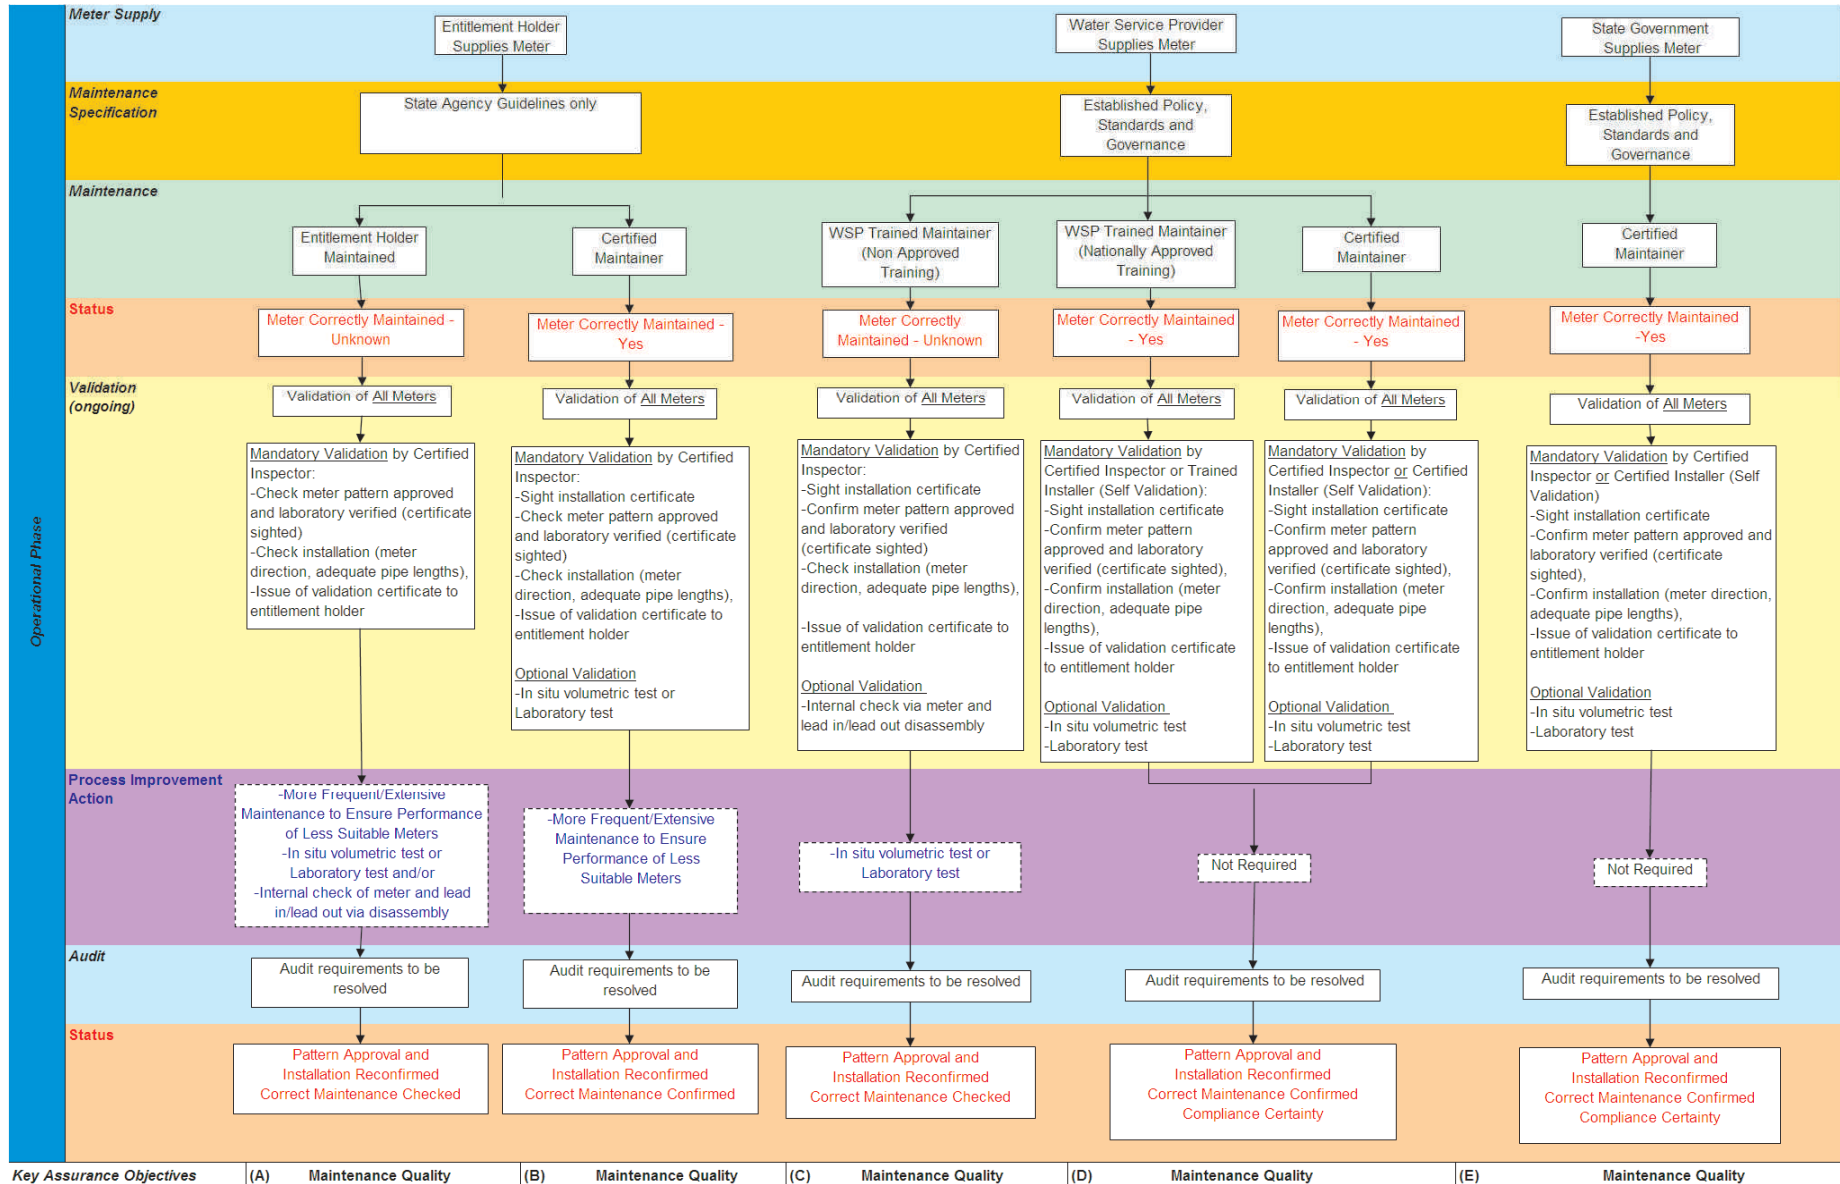 Meter Supply
Entitlement Holder
Supplies Meter
Water Service Provider
Supplies Meter
State Government
Supplies Meter
Maintenance
Specification
State Agency Guidelines only
Established Policy,
Standards and
Governance
Established Policy,
Standards and
Governance
Maintenance
Entitlement Holder
Maintained
Certified
Maintainer
WSP Trained Maintainer
(Non Approved
Training)
WSP Trained Maintainer
(Nationally Approved
Training)
Certified
Maintainer
Certified
Maintainer
Status
Meter Correctly Maintained -
Unknown
Meter Correctly Maintained -
Yes
Meter Correctly
Maintained - Unknown
Meter Correctly Maintained
- Yes
Meter Correctly Maintained
- Yes
Meter Correctly Maintained
-Yes
Validation
(ongoing)
Validation of All Meters
Validation of All Meters
Validation of All Meters
Validation of All Meters
Validation of All Meters
Validation of All Meters
Mandatory Validation by Certified
Inspector:
-Check meter pattern approved
and laboratory verified (certificate
sighted)
-Check installation (meter
direction, adequate pipe lengths),
-Issue of validation certificate to
entitlement holder
Mandatory Validation by Certified
Inspector:
-Sight installation certificate
-Check meter pattern approved
and laboratory verified (certificate
sighted)
-Check installation (meter
direction, adequate pipe lengths),
-Issue of validation certificate to
entitlement holder
Optional Validation
-In situ volumetric test or
Laboratory test
Mandatory Validation by Certified
Inspector:
-Sight installation certificate
-Confirm meter pattern approved
and laboratory verified
(certificate sighted)
-Check installation (meter
direction, adequate pipe lengths),
-Issue of validation certificate to
entitlement holder
Optional Validation
-Internal check via meter and
lead in/lead out disassembly
Mandatory Validation by
Certified Inspector or Trained
Installer (Self Validation):
-Sight installation certificate
-Confirm meter pattern
approved and laboratory
verified (certificate sighted),
-Confirm installation (meter
direction, adequate pipe
lengths),
-Issue of validation certificate
to entitlement holder
Optional Validation
-In situ volumetric test
-Laboratory test
Mandatory Validation by
Certified Inspector or Certified
Installer (Self Validation):
-Sight installation certificate
-Confirm meter pattern
approved and laboratory
verified (certificate sighted),
-Confirm installation (meter
direction, adequate pipe
lengths),
-Issue of validation certificate
to entitlement holder
Optional Validation
-In situ volumetric test
-Laboratory test
Mandatory Validation by Certified
Inspector or Certified Installer (Self
Validation)
-Sight installation certificate
-Confirm meter pattern approved and
laboratory verified (certificate
sighted),
-Confirm installation (meter direction,
adequate pipe lengths),
-Issue of validation certificate to
entitlement holder
Optional Validation
-In situ volumetric test
-Laboratory test
Operational Phase
Process Improvement
Action
-More Frequent/Extensive
Maintenance to Ensure Performance
of Less Suitable Meters
-In situ volumetric test or
Laboratory test and/or
-Internal check of meter and lead
in/lead out via disassembly
-More Frequent/Extensive
Maintenance to Ensure
Performance of Less
Suitable Meters
-In situ volumetric test or
Laboratory test
Not Required
Not Required
Audit
Audit requirements to be
resolved
Audit requirements to be
resolved
Audit requirements to be resolved
Audit requirements to be resolved
Audit requirements to be resolved
Status
Pattern Approval and
Installation Reconfirmed
Correct Maintenance Checked
Pattern Approval and
Installation Reconfirmed
Correct Maintenance Confirmed
Pattern Approval and
Installation Reconfirmed
Correct Maintenance Checked
Pattern Approval and
Installation Reconfirmed
Correct Maintenance Confirmed
Compliance Certainty
Pattern Approval and
Installation Reconfirmed
Correct Maintenance Confirmed
Compliance Certainty
Key Assurance Objectives (A) Maintenance Quality (B) Maintenance Quality (C) Maintenance Quality (D) Maintenance Quality (E) Maintenance Quality